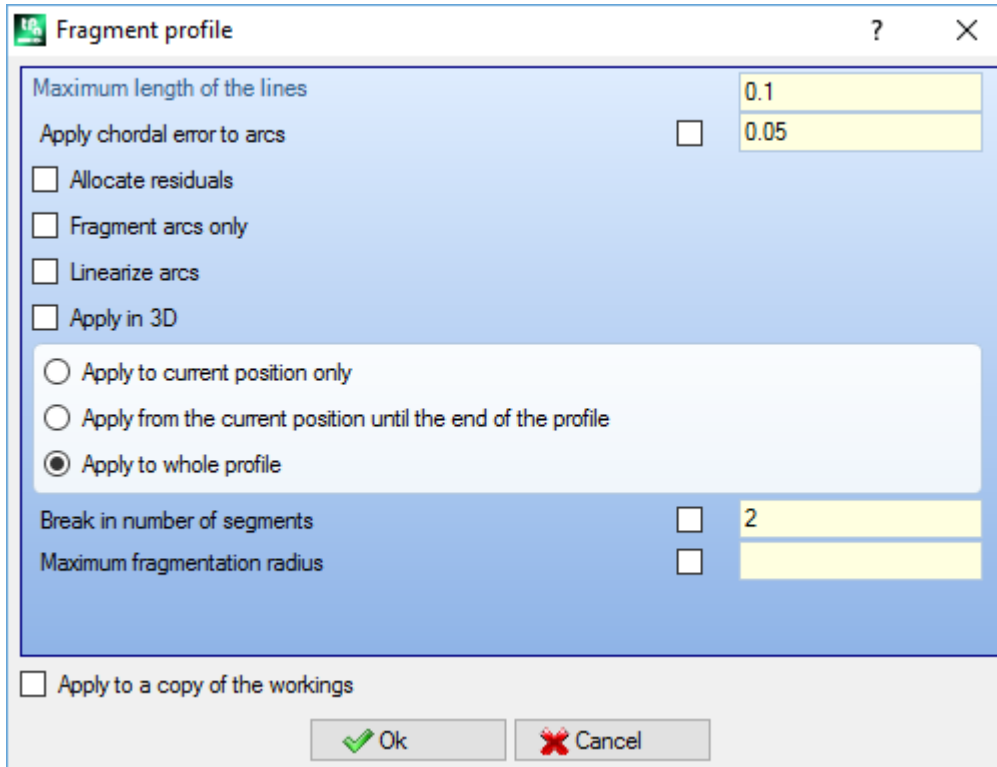 Fragment profile ?
Maximum length of the lines 0.1
Apply chordal error to arcs 0.05
Allocate residuals
Fragment arcs only
Linearize arcs
Apply in 3D
Apply to current position only
Apply from the current position until the end of the profile
Apply to whole profile
Break in number of segments 2
Maximum fragmentation radius
Apply to a copy of the workings
Ok Cancel